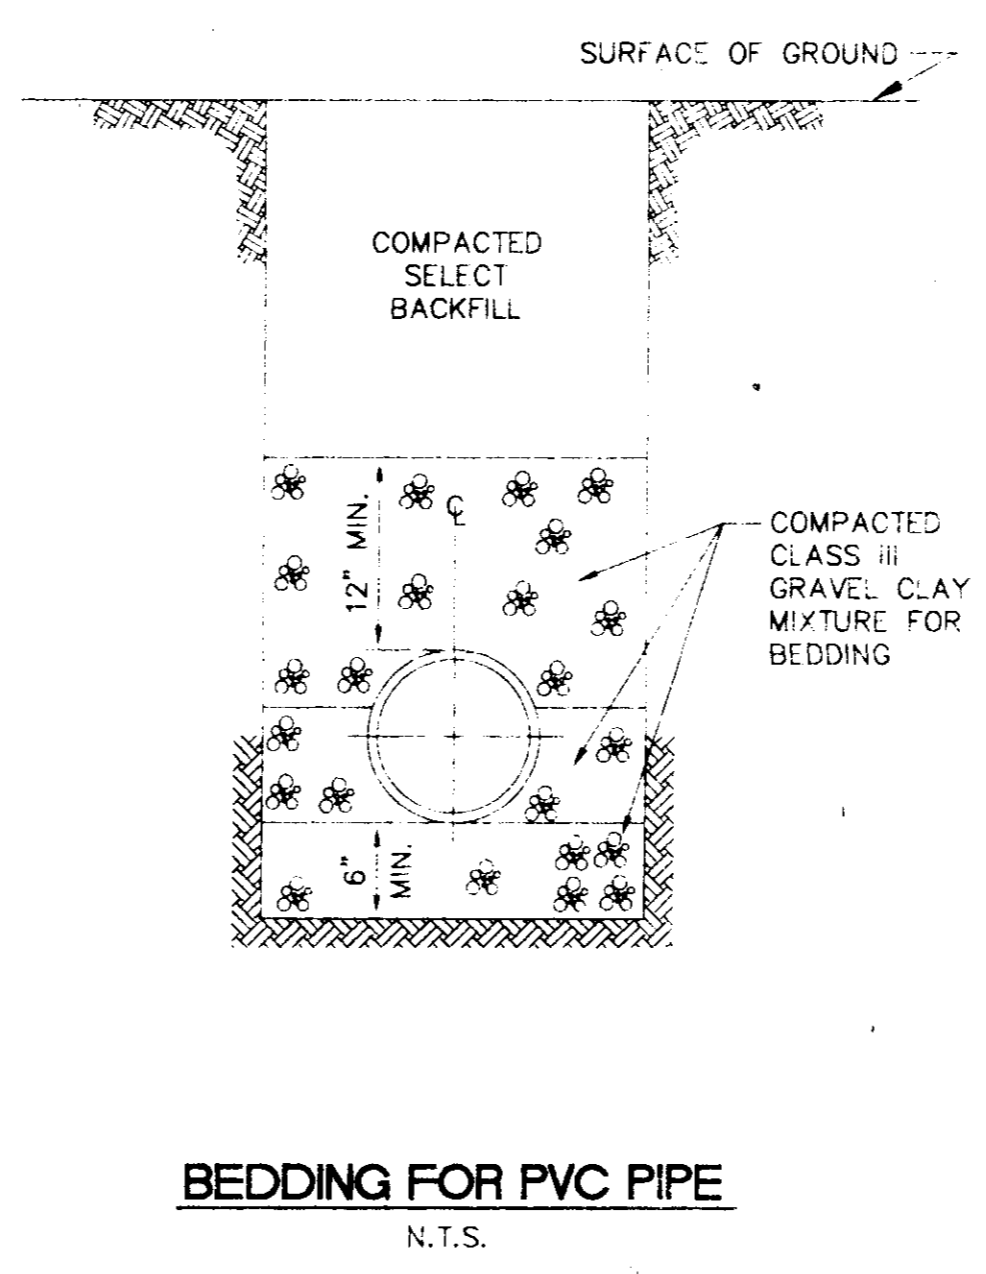 SURFACE OF GROUND
COMPACTED
SELECT
BACKFILL
12" MIN.
℄
COMPACTED
CLASS III
GRAVEL CLAY
MIXTURE FOR
BEDDING
6"
MIN.
BEDDING FOR PVC PIPE
N.T.S.